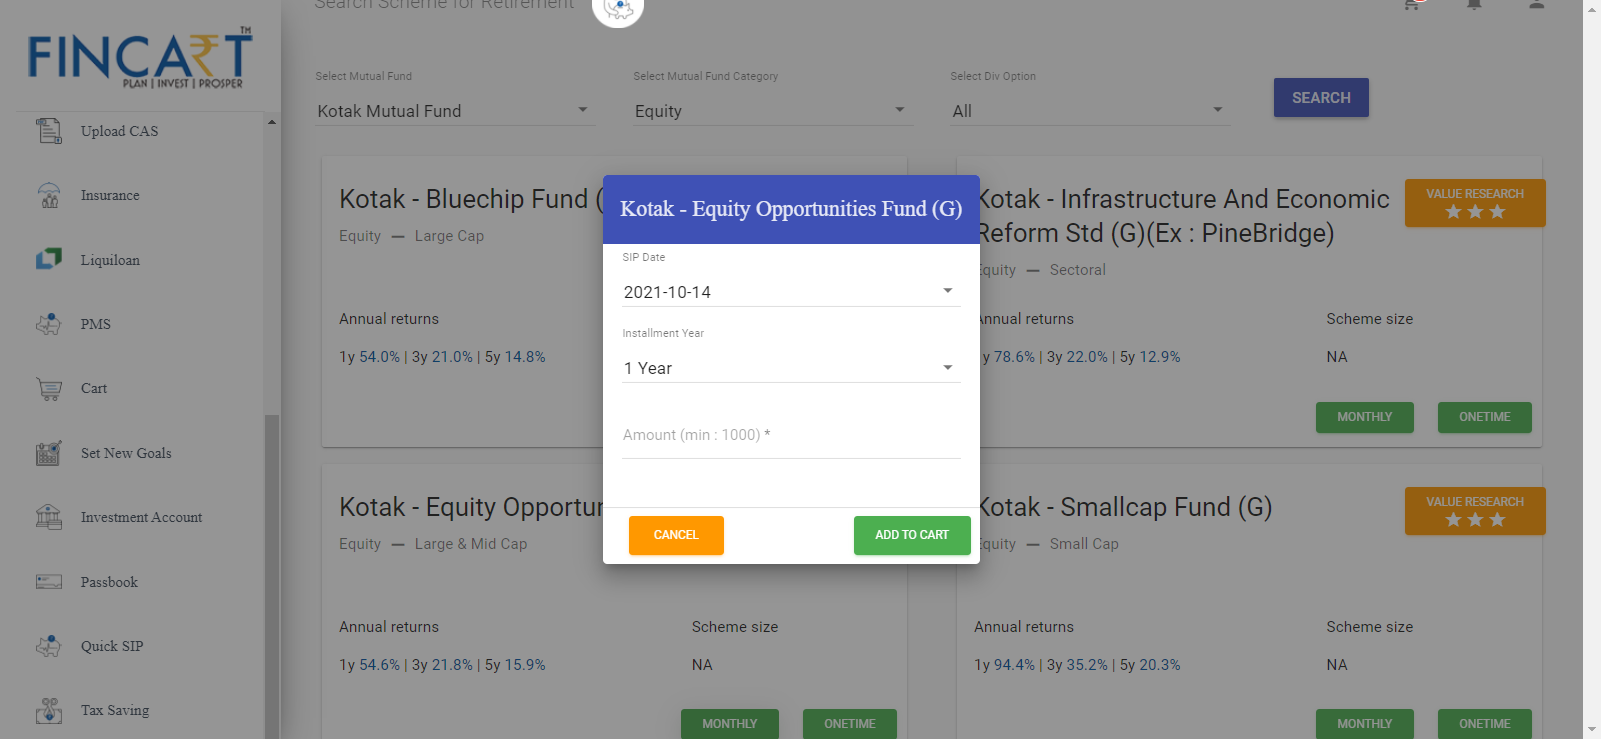 Search Scheme for Retirement
FINCART TM
PLAN | INVEST | PROSPER
Upload CAS
Insurance
Liquiloan
PMS
Cart
Set New Goals
Investment Account
Passbook
Quick SIP
Tax Saving
Select Mutual Fund
Kotak Mutual Fund
Select Mutual Fund Category
Equity
Select Div Option
All
SEARCH
Kotak - Bluechip Fund (
Equity — Large Cap
Annual returns
1y 54.0% | 3y 21.0% | 5y 14.8%
Kotak - Infrastructure And Economic
Reform Std (G)(Ex : PineBridge)
VALUE RESEARCH
Equity — Sectoral
Annual returns
Scheme size
y 78.6% | 3y 22.0% | 5y 12.9%
NA
MONTHLY
ONETIME
Kotak - Equity Opportunities Fund (G)
SIP Date
2021-10-14
Installment Year
1 Year
Amount (min : 1000) *
CANCEL
ADD TO CART
Kotak - Equity Opportu
Equity — Large & Mid Cap
Annual returns
Scheme size
1y 54.6% | 3y 21.8% | 5y 15.9%
NA
MONTHLY
ONETIME
Kotak - Smallcap Fund (G)
VALUE RESEARCH
Equity — Small Cap
Annual returns
Scheme size
1y 94.4% | 3y 35.2% | 5y 20.3%
NA
MONTHLY
ONETIME